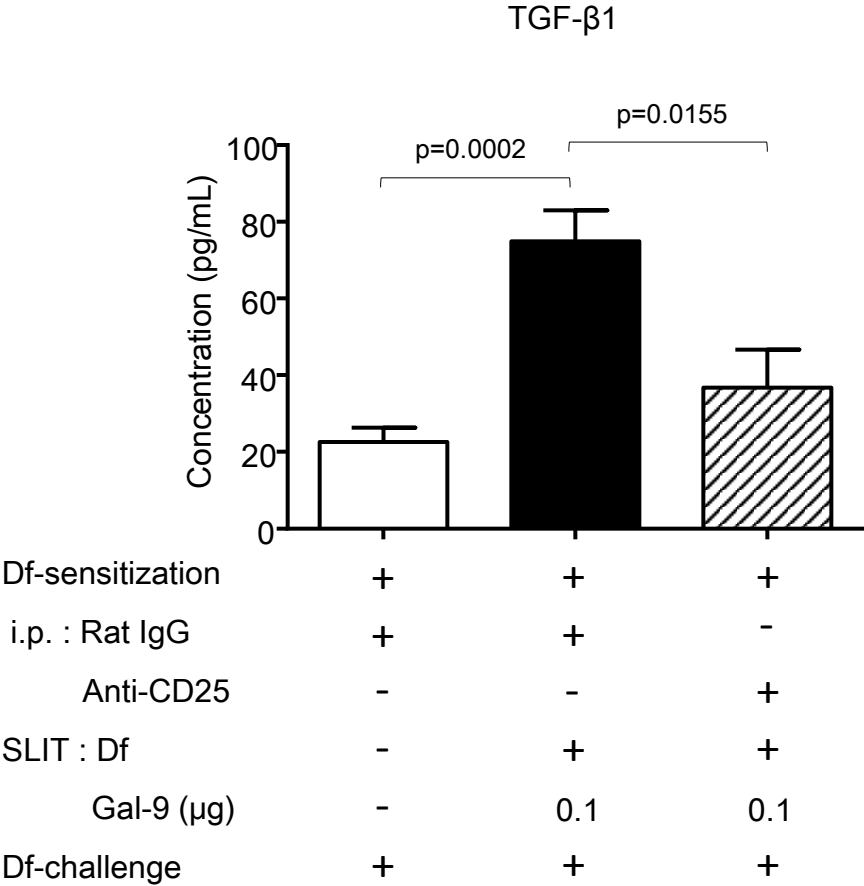 TGF-β1
p=0.0155
p=0.0002
Concentration (pg/mL)
100
80
60
40
20
0
Df-sensitization + + +
i.p. : Rat IgG + + -
Anti-CD25 - - +
SLIT : Df - + +
Gal-9 (µg) - 0.1 0.1
Df-challenge + + +